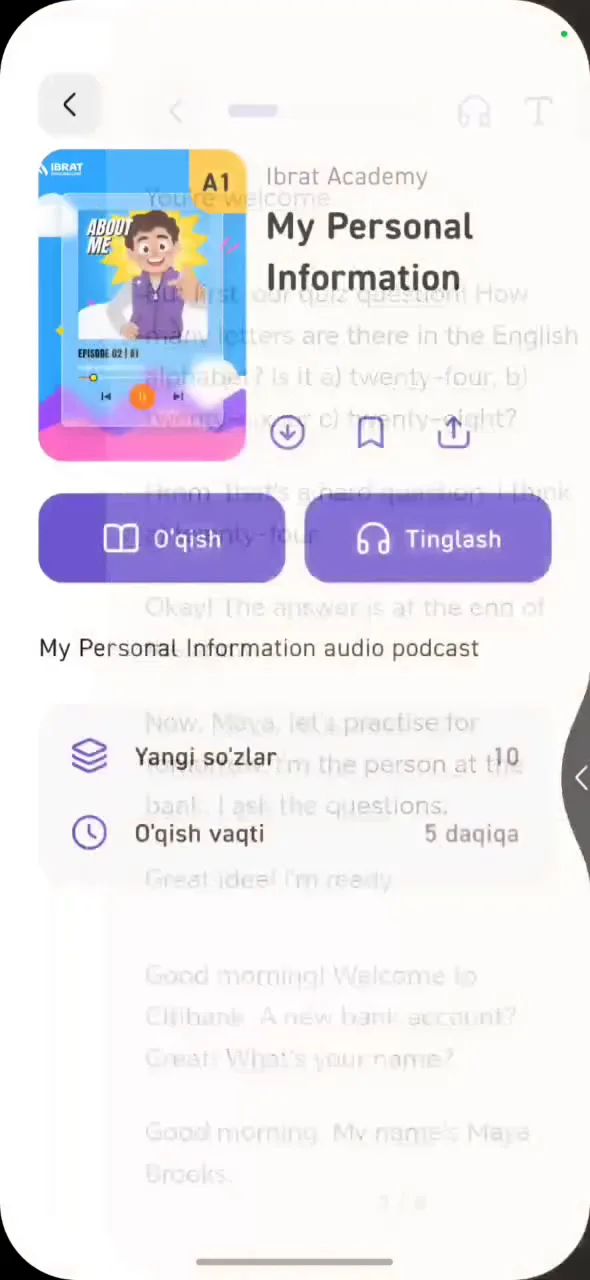 IBRAT
A1
ABOUT
ME
EPISODE 02 | A1
Ibrat Academy
My Personal
Information
O'qish
Tinglash
My Personal Information audio podcast
Yangi so'zlar 10
O'qish vaqti 5 daqiqa
You're welcome.
But first, our quiz question! How
many letters are there in the English
alphabet? Is it a) twenty-four, b)
c) twenty-eight?
Hmm, that's a hard question. I think
twenty-four
Okay! The answer is at the end of
Now, Maya, let's practise for
I'm the person at the
bank. I ask the questions.
Great idea! I'm ready.
Good morning! Welcome to
Citibank. A new bank account?
Great! What's your name?
Good morning. My name's Maya
Brooks.